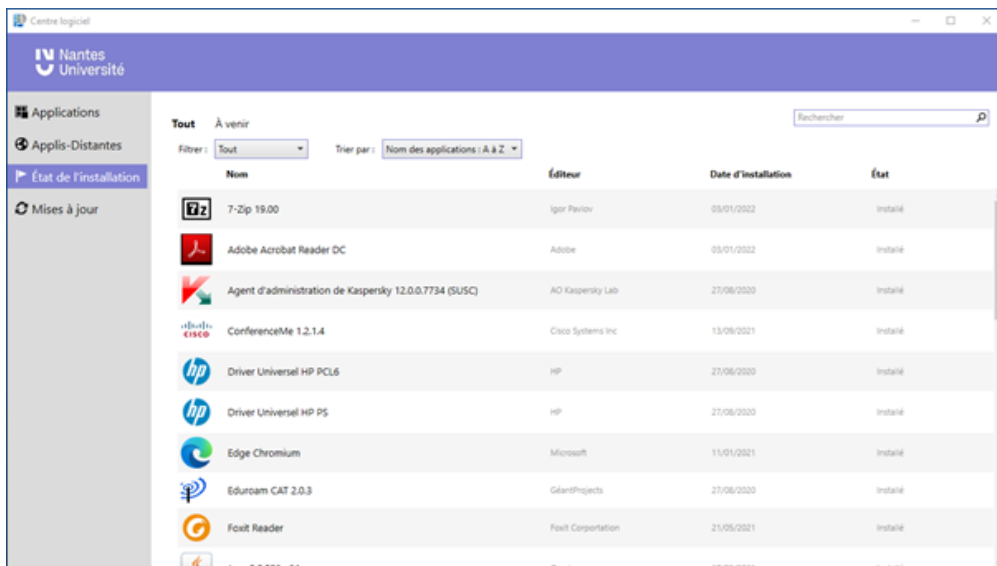 Centre logiciel
Nantes
Université
Applications
Applis-Distantes
État de l'installation
Mises à jour
Tout À venir
Rechercher
Filtrer : Tout Trier par : Nom des applications : A à Z
Nom Éditeur Date d'installation État
7z 7-Zip 19.00 Igor Pavlov 03/01/2022 Installé
Adobe Acrobat Reader DC Adobe 03/01/2022 Installé
Agent d'administration de Kaspersky 12.0.0.7734 (SUSC) AO Kaspersky Lab 27/08/2020 Installé
CISCO ConferenceMe 1.2.1.4 Cisco Systems Inc 13/09/2021 Installé
hp Driver Universel HP PCL6 HP 27/08/2020 Installé
hp Driver Universel HP PS HP 27/08/2020 Installé
Edge Chromium Microsoft 11/01/2021 Installé
Eduroam CAT 2.0.3 GéantProjects 27/08/2020 Installé
Foxit Reader Foxit Corportation 21/05/2021 Installé